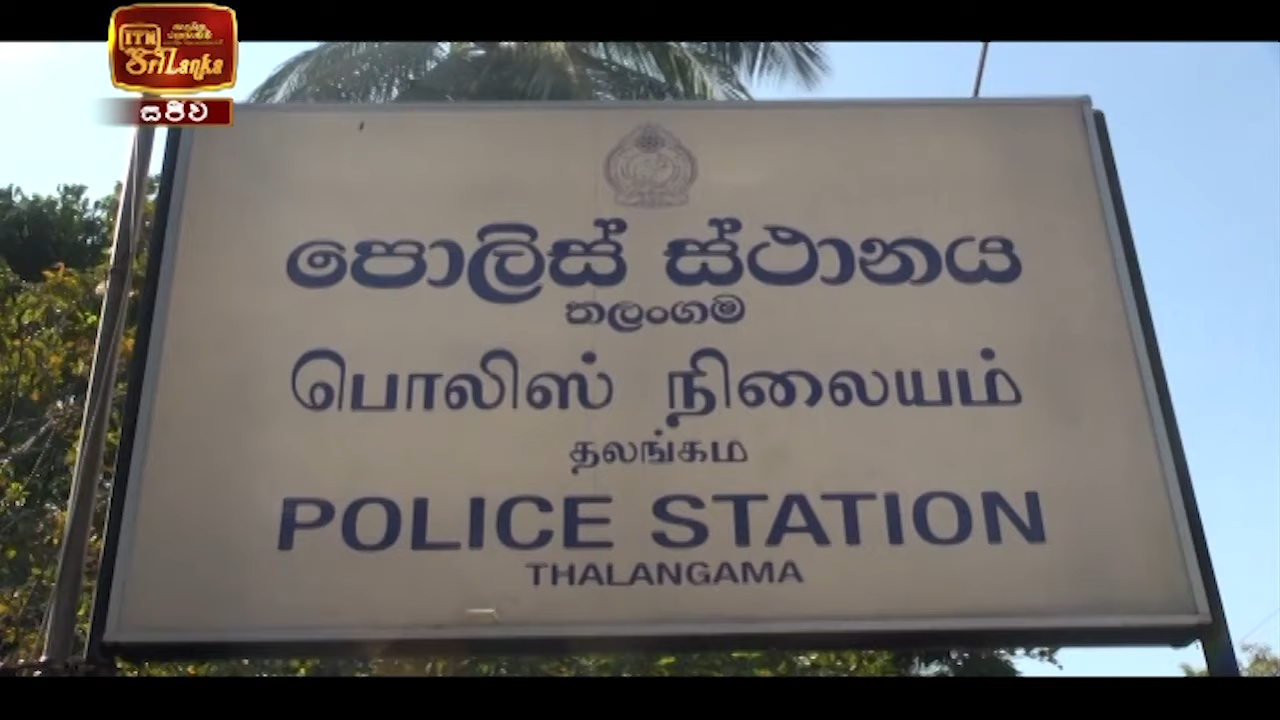 ITN
Sri Lanka
සජීව
පොලිස් ස්ථානය
තලංගම
பொலிஸ் நிலையம்
தலங்கம
POLICE STATION
THALANGAMA